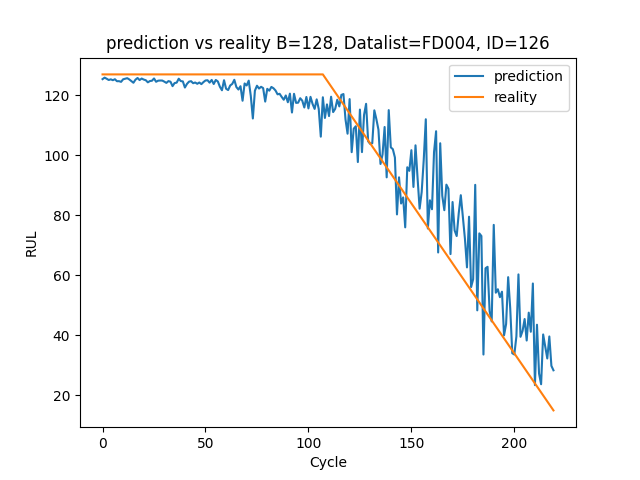 prediction vs reality B=128, Datalist=FD004, ID=126
prediction
reality
RUL
120
100
80
60
40
20
0
50
100
150
200
Cycle